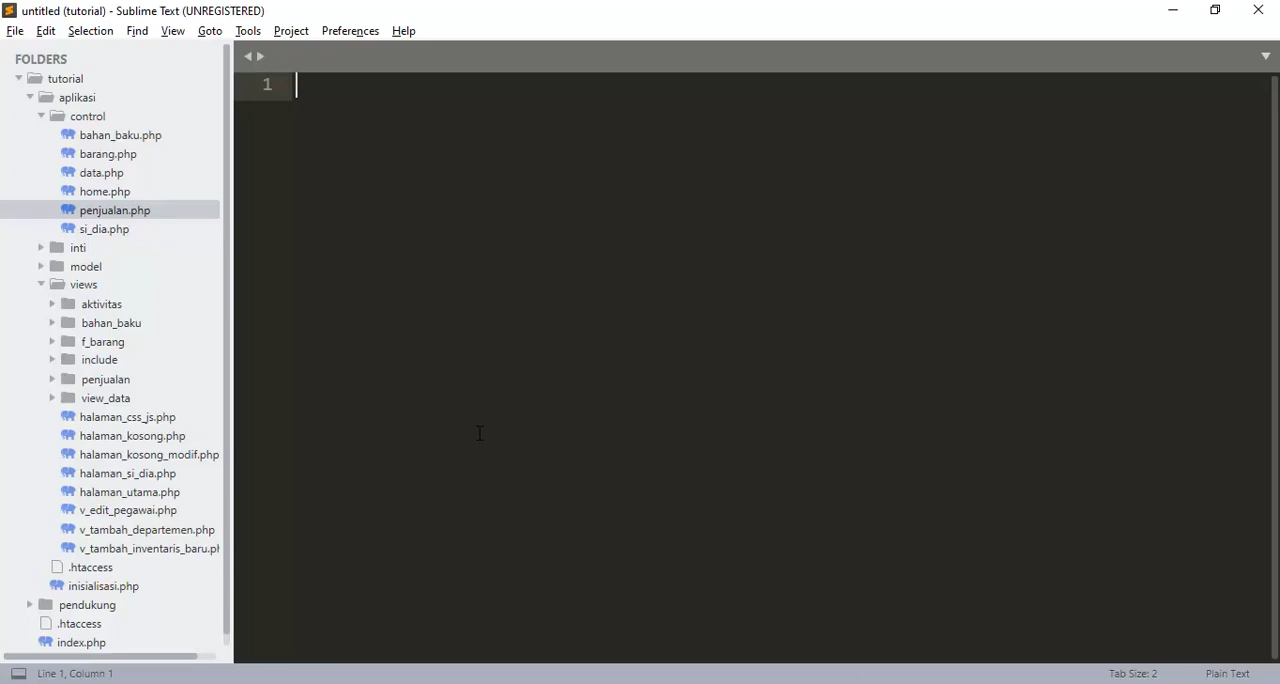 untitled (tutorial) - Sublime Text (UNREGISTERED)
File Edit Selection Find View Goto Tools Project Preferences Help
FOLDERS
tutorial
aplikasi
control
bahan_baku.php
barang.php
data.php
home.php
penjualan.php
si_dia.php
inti
model
views
aktivitas
bahan_baku
f_barang
include
penjualan
view_data
halaman_css_js.php
halaman_kosong.php
halaman_kosong_modif.php
halaman_si_dia.php
halaman_utama.php
v_edit_pegawai.php
v_tambah_departemen.php
v_tambah_inventaris_baru.ph
.htaccess
inisialisasi.php
pendukung
.htaccess
index.php
1
Line 1, Column 1
Tab Size: 2
Plain Text